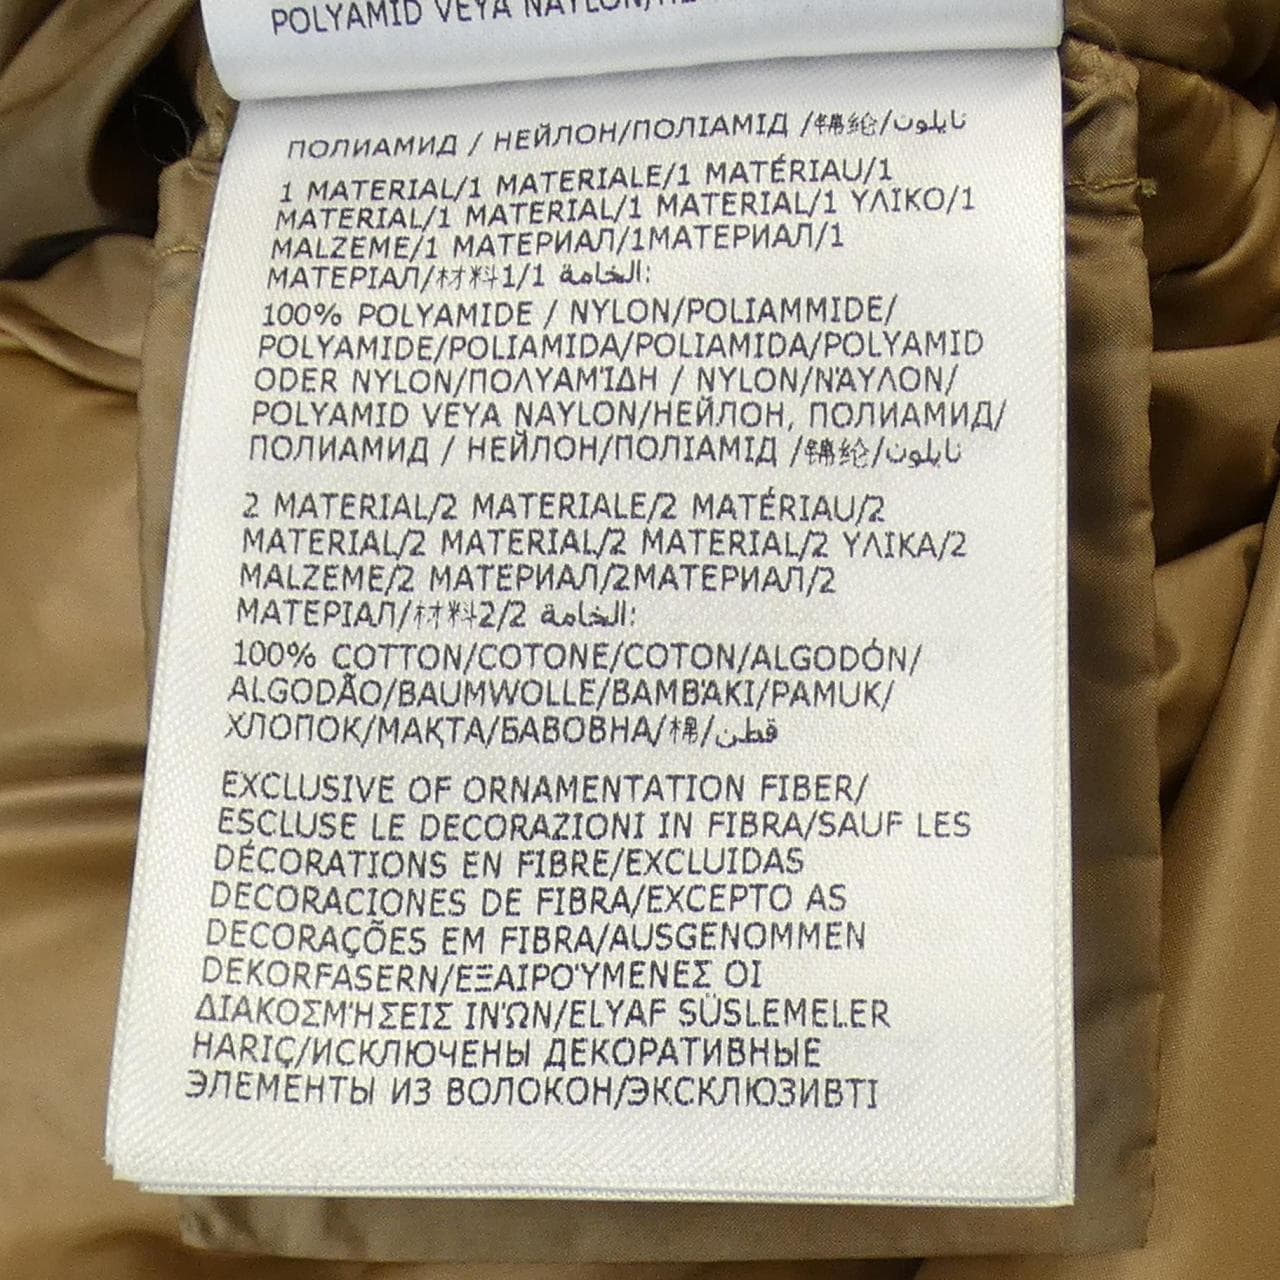 POLYAMID VEYA NAYLON/
ПОЛИАМИД / НЕЙЛОН/ПОЛІАМІД /锦纶/نايلون
1 MATERIAL/1 MATERIALE/1 MATÉRIAU/1
MATERIAL/1 MATERIAL/1 MATERIAL/1 ΥΛΙΚΟ/1
MALZEME/1 МАТЕРИАЛ/1МАТЕРИАЛ/1
МАТЕРІАЛ/材料1/1 الخامة:
100% POLYAMIDE / NYLON/POLIAMMIDE/
POLYAMIDE/POLIAMIDA/POLIAMIDA/POLYAMID
ODER NYLON/ΠΟΛΥΑΜΊΔΗ / NYLON/ΝΆΥΛΟΝ/
POLYAMID VEYA NAYLON/НЕЙЛОН, ПОЛИАМИД/
ПОЛИАМИД / НЕЙЛОН/ПОЛІАМІД /锦纶/نايلون
2 MATERIAL/2 MATERIALE/2 MATÉRIAU/2
MATERIAL/2 MATERIAL/2 MATERIAL/2 ΥΛΙΚΑ/2
MALZEME/2 МАТЕРИАЛ/2МАТЕРИАЛ/2
МАТЕРІАЛ/材料2/2 الخامة:
100% COTTON/COTONE/COTON/ALGODÓN/
ALGODÃO/BAUMWOLLE/ΒΑΜΒΆΚΙ/PAMUK/
ХЛОПОК/МАҚТА/БАВОВНА/棉/قطن
EXCLUSIVE OF ORNAMENTATION FIBER/
ESCLUSE LE DECORAZIONI IN FIBRA/SAUF LES
DÉCORATIONS EN FIBRE/EXCLUIDAS
DECORACIONES DE FIBRA/EXCEPTO AS
DECORAÇÕES EM FIBRA/AUSGENOMMEN
DEKORFASERN/ΕΞΑΙΡΟΎΜΕΝΕΣ ΟΙ
ΔΙΑΚΟΣΜΉΣΕΙΣ ΙΝΏΝ/ELYAF SÜSLEMELER
HARIÇ/ИСКЛЮЧЕНЫ ДЕКОРАТИВНЫЕ
ЭЛЕМЕНТЫ ИЗ ВОЛОКОН/ЭКСКЛЮЗИВТІ